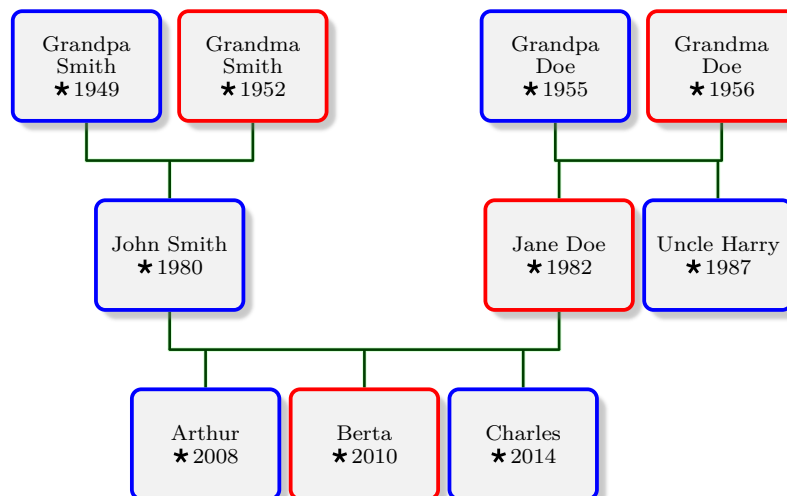 Grandpa
Smith
★1949
Grandma
Smith
★1952
Grandpa
Doe
★1955
Grandma
Doe
★1956
John Smith
★1980
Jane Doe
★1982
Uncle Harry
★1987
Arthur
★2008
Berta
★2010
Charles
★2014